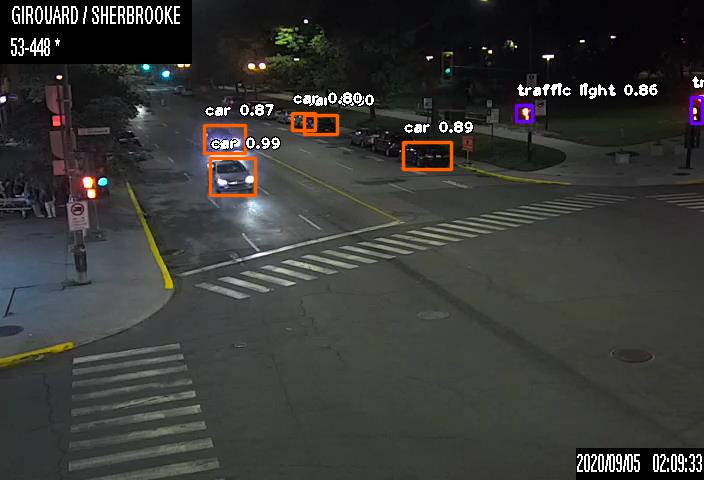 GIROUARD / SHERBROOKE
53-448 *
car 0.87
car 0.99
car 0.80
car 0.89
traffic light 0.86
tr
2020/09/05 02:09:33